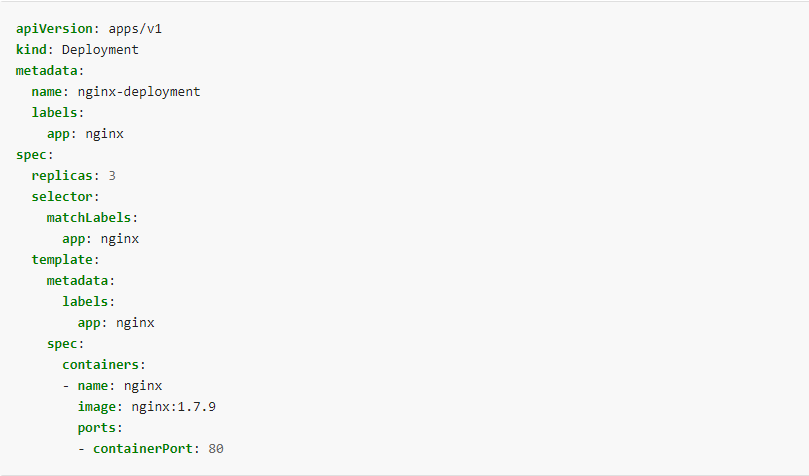 apiVersion: apps/v1
kind: Deployment
metadata:
  name: nginx-deployment
  labels:
    app: nginx
spec:
  replicas: 3
  selector:
    matchLabels:
      app: nginx
  template:
    metadata:
      labels:
        app: nginx
    spec:
      containers:
      - name: nginx
        image: nginx:1.7.9
        ports:
        - containerPort: 80